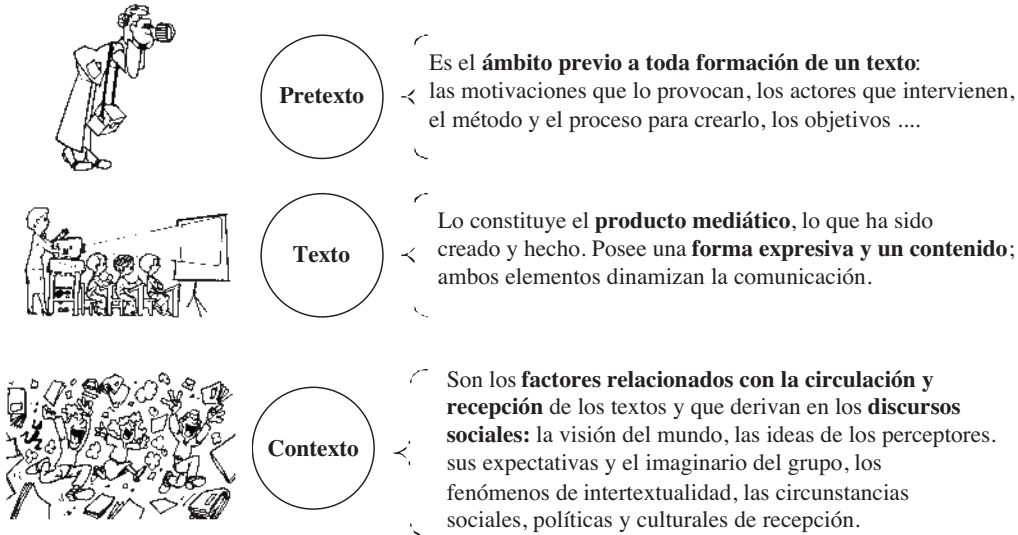 Pretexto
Es el ámbito previo a toda formación de un texto:
las motivaciones que lo provocan, los actores que intervienen,
el método y el proceso para crearlo, los objetivos ....
Texto
Lo constituye el producto mediático, lo que ha sido
creado y hecho. Posee una forma expresiva y un contenido;
ambos elementos dinamizan la comunicación.
Contexto
Son los factores relacionados con la circulación y
recepción de los textos y que derivan en los discursos
sociales: la visión del mundo, las ideas de los perceptores.
sus expectativas y el imaginario del grupo, los
fenómenos de intertextualidad, las circunstancias
sociales, políticas y culturales de recepción.